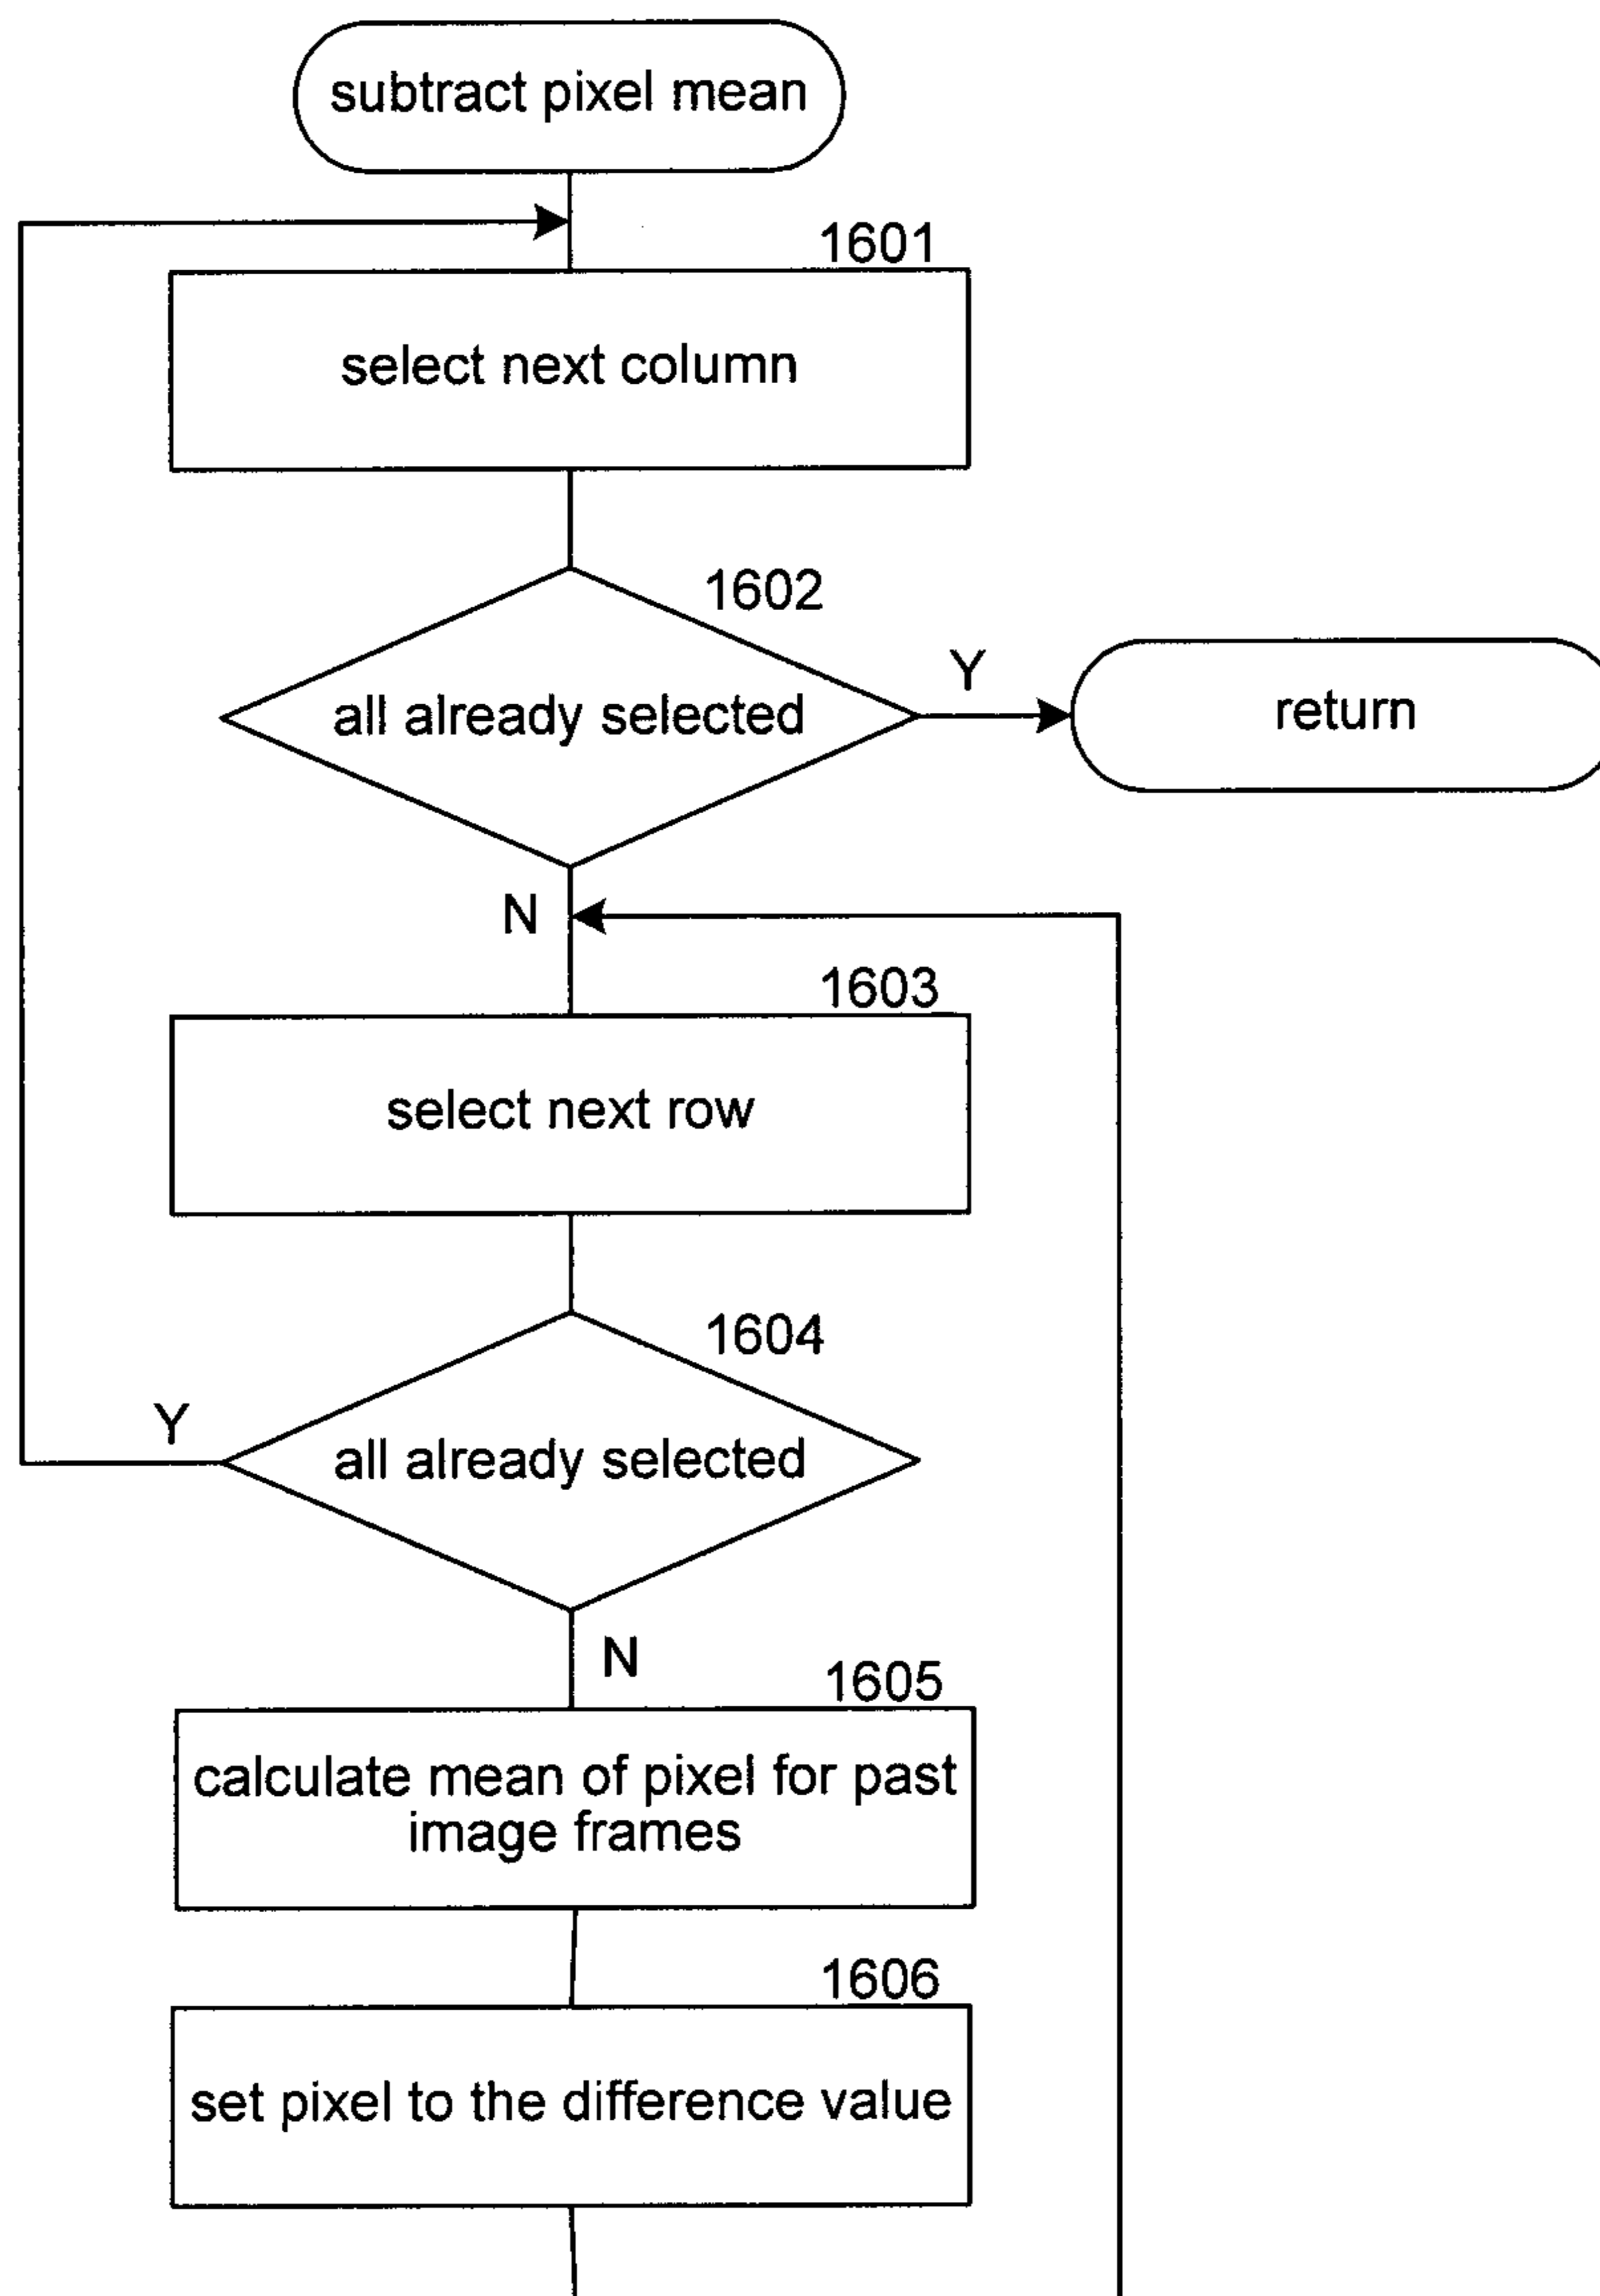 subtract pixel mean
1601
select next column
1602
all already selected
Y
return
N
1603
select next row
1604
Y
all already selected
N
1605
calculate mean of pixel for past
image frames
1606
set pixel to the difference value